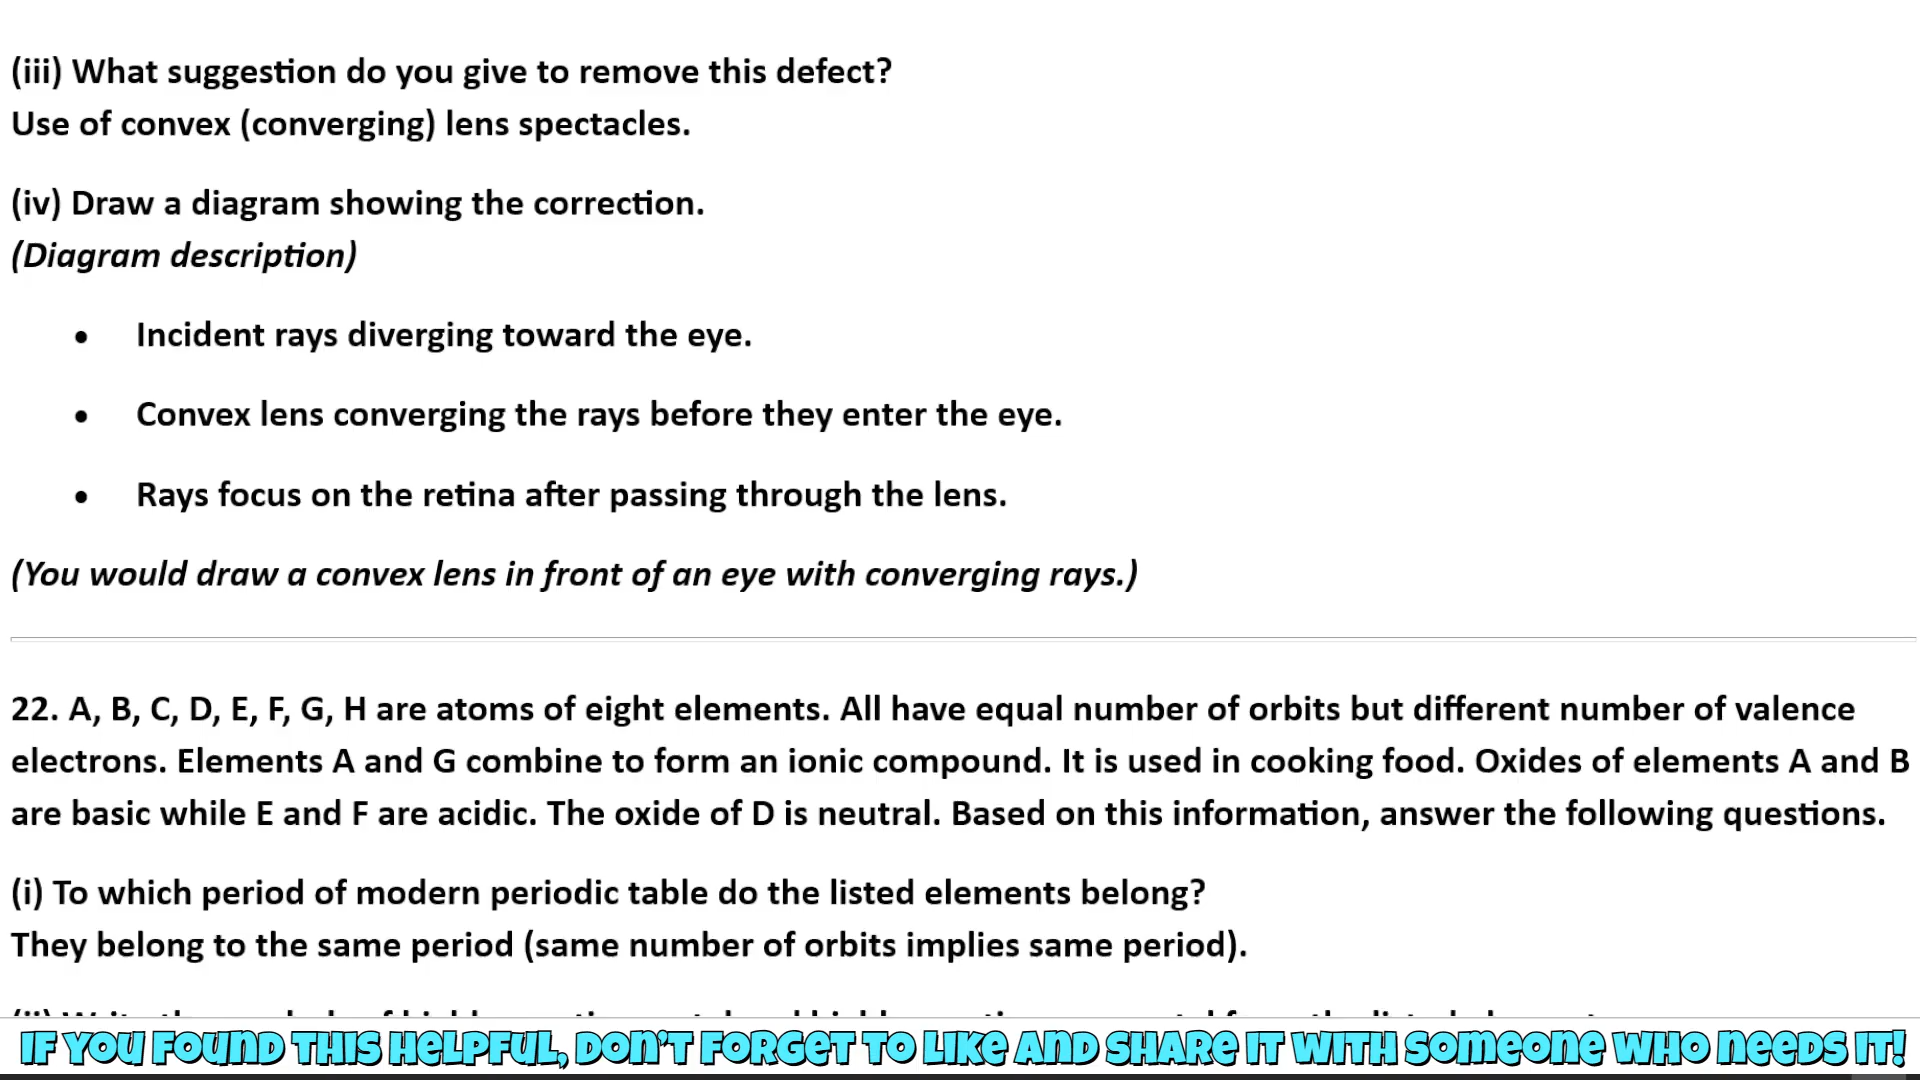 (iii) What suggestion do you give to remove this defect?
Use of convex (converging) lens spectacles.
(iv) Draw a diagram showing the correction.
(Diagram description)
• Incident rays diverging toward the eye.
• Convex lens converging the rays before they enter the eye.
• Rays focus on the retina after passing through the lens.
(You would draw a convex lens in front of an eye with converging rays.)
22. A, B, C, D, E, F, G, H are atoms of eight elements. All have equal number of orbits but different number of valence
electrons. Elements A and G combine to form an ionic compound. It is used in cooking food. Oxides of elements A and B
are basic while E and F are acidic. The oxide of D is neutral. Based on this information, answer the following questions.
(i) To which period of modern periodic table do the listed elements belong?
They belong to the same period (same number of orbits implies same period).
IF YOU FOUND THIS HELPFUL, DON'T FORGET TO LIKE AND SHARE IT WITH SOMEONE WHO NEEDS IT!